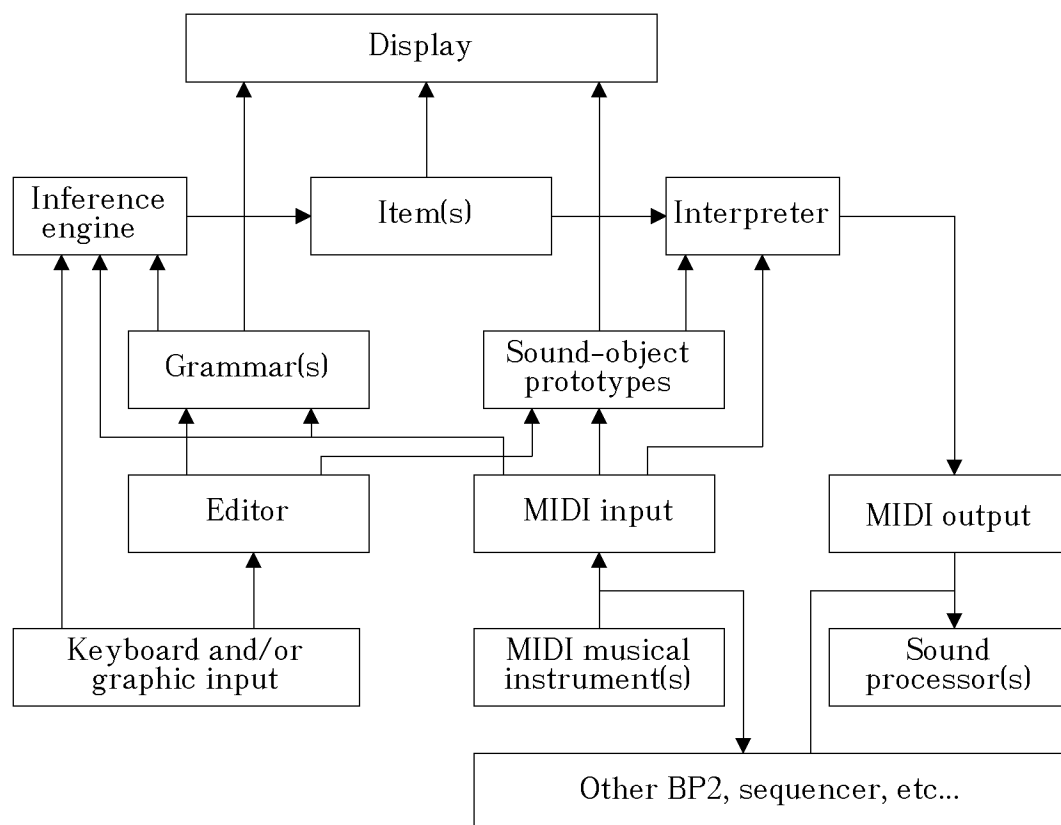 Display
Inference
engine
Item(s)
Interpreter
Grammar(s)
Sound-object
prototypes
Editor
MIDI input
MIDI output
Keyboard and/or
graphic input
MIDI musical
instrument(s)
Sound
processor(s)
Other BP2, sequencer, etc...